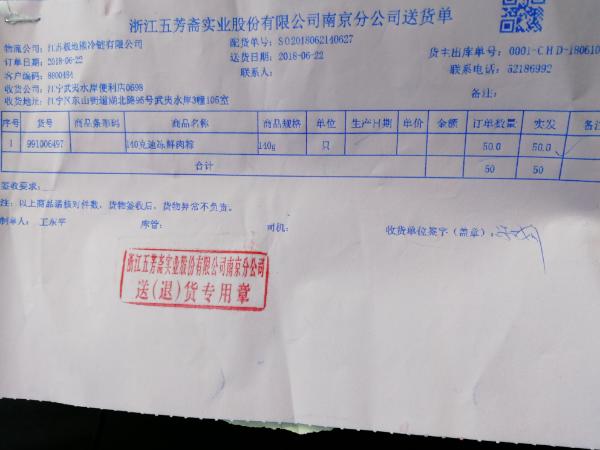 浙江五芳斋实业股份有限公司南京分公司送货单
物流公司: 江苏极地熊冷链有限公司 配货单号: SO2018062140627 货主出库单号: 0001-CHD-180610
订单日期: 2018-06-22 送货日期: 2018-06-22 联系电话: 52186992
客户编号: 8000494 联系人:
收货公司: 江宁武夷水岸便利店0698 备注:
收货地址: 江宁区东山街道湖北路95号武夷水岸3幢105室
序号 货号 商品条形码 商品名称 商品规格 单位 生产日期 单价 金额 订单数量 实发 备注
1 991006497 140克速冻鲜肉粽 140g 只 50.0 50.0
合计 50 50
签收要求:
注: 以上商品请核对件数, 货物签收后, 货物异常不负责。
制单人: 王永平 库管: 司机: 收货单位签字(盖章):
浙江五芳斋实业股份有限公司南京分公司
送(退)货专用章